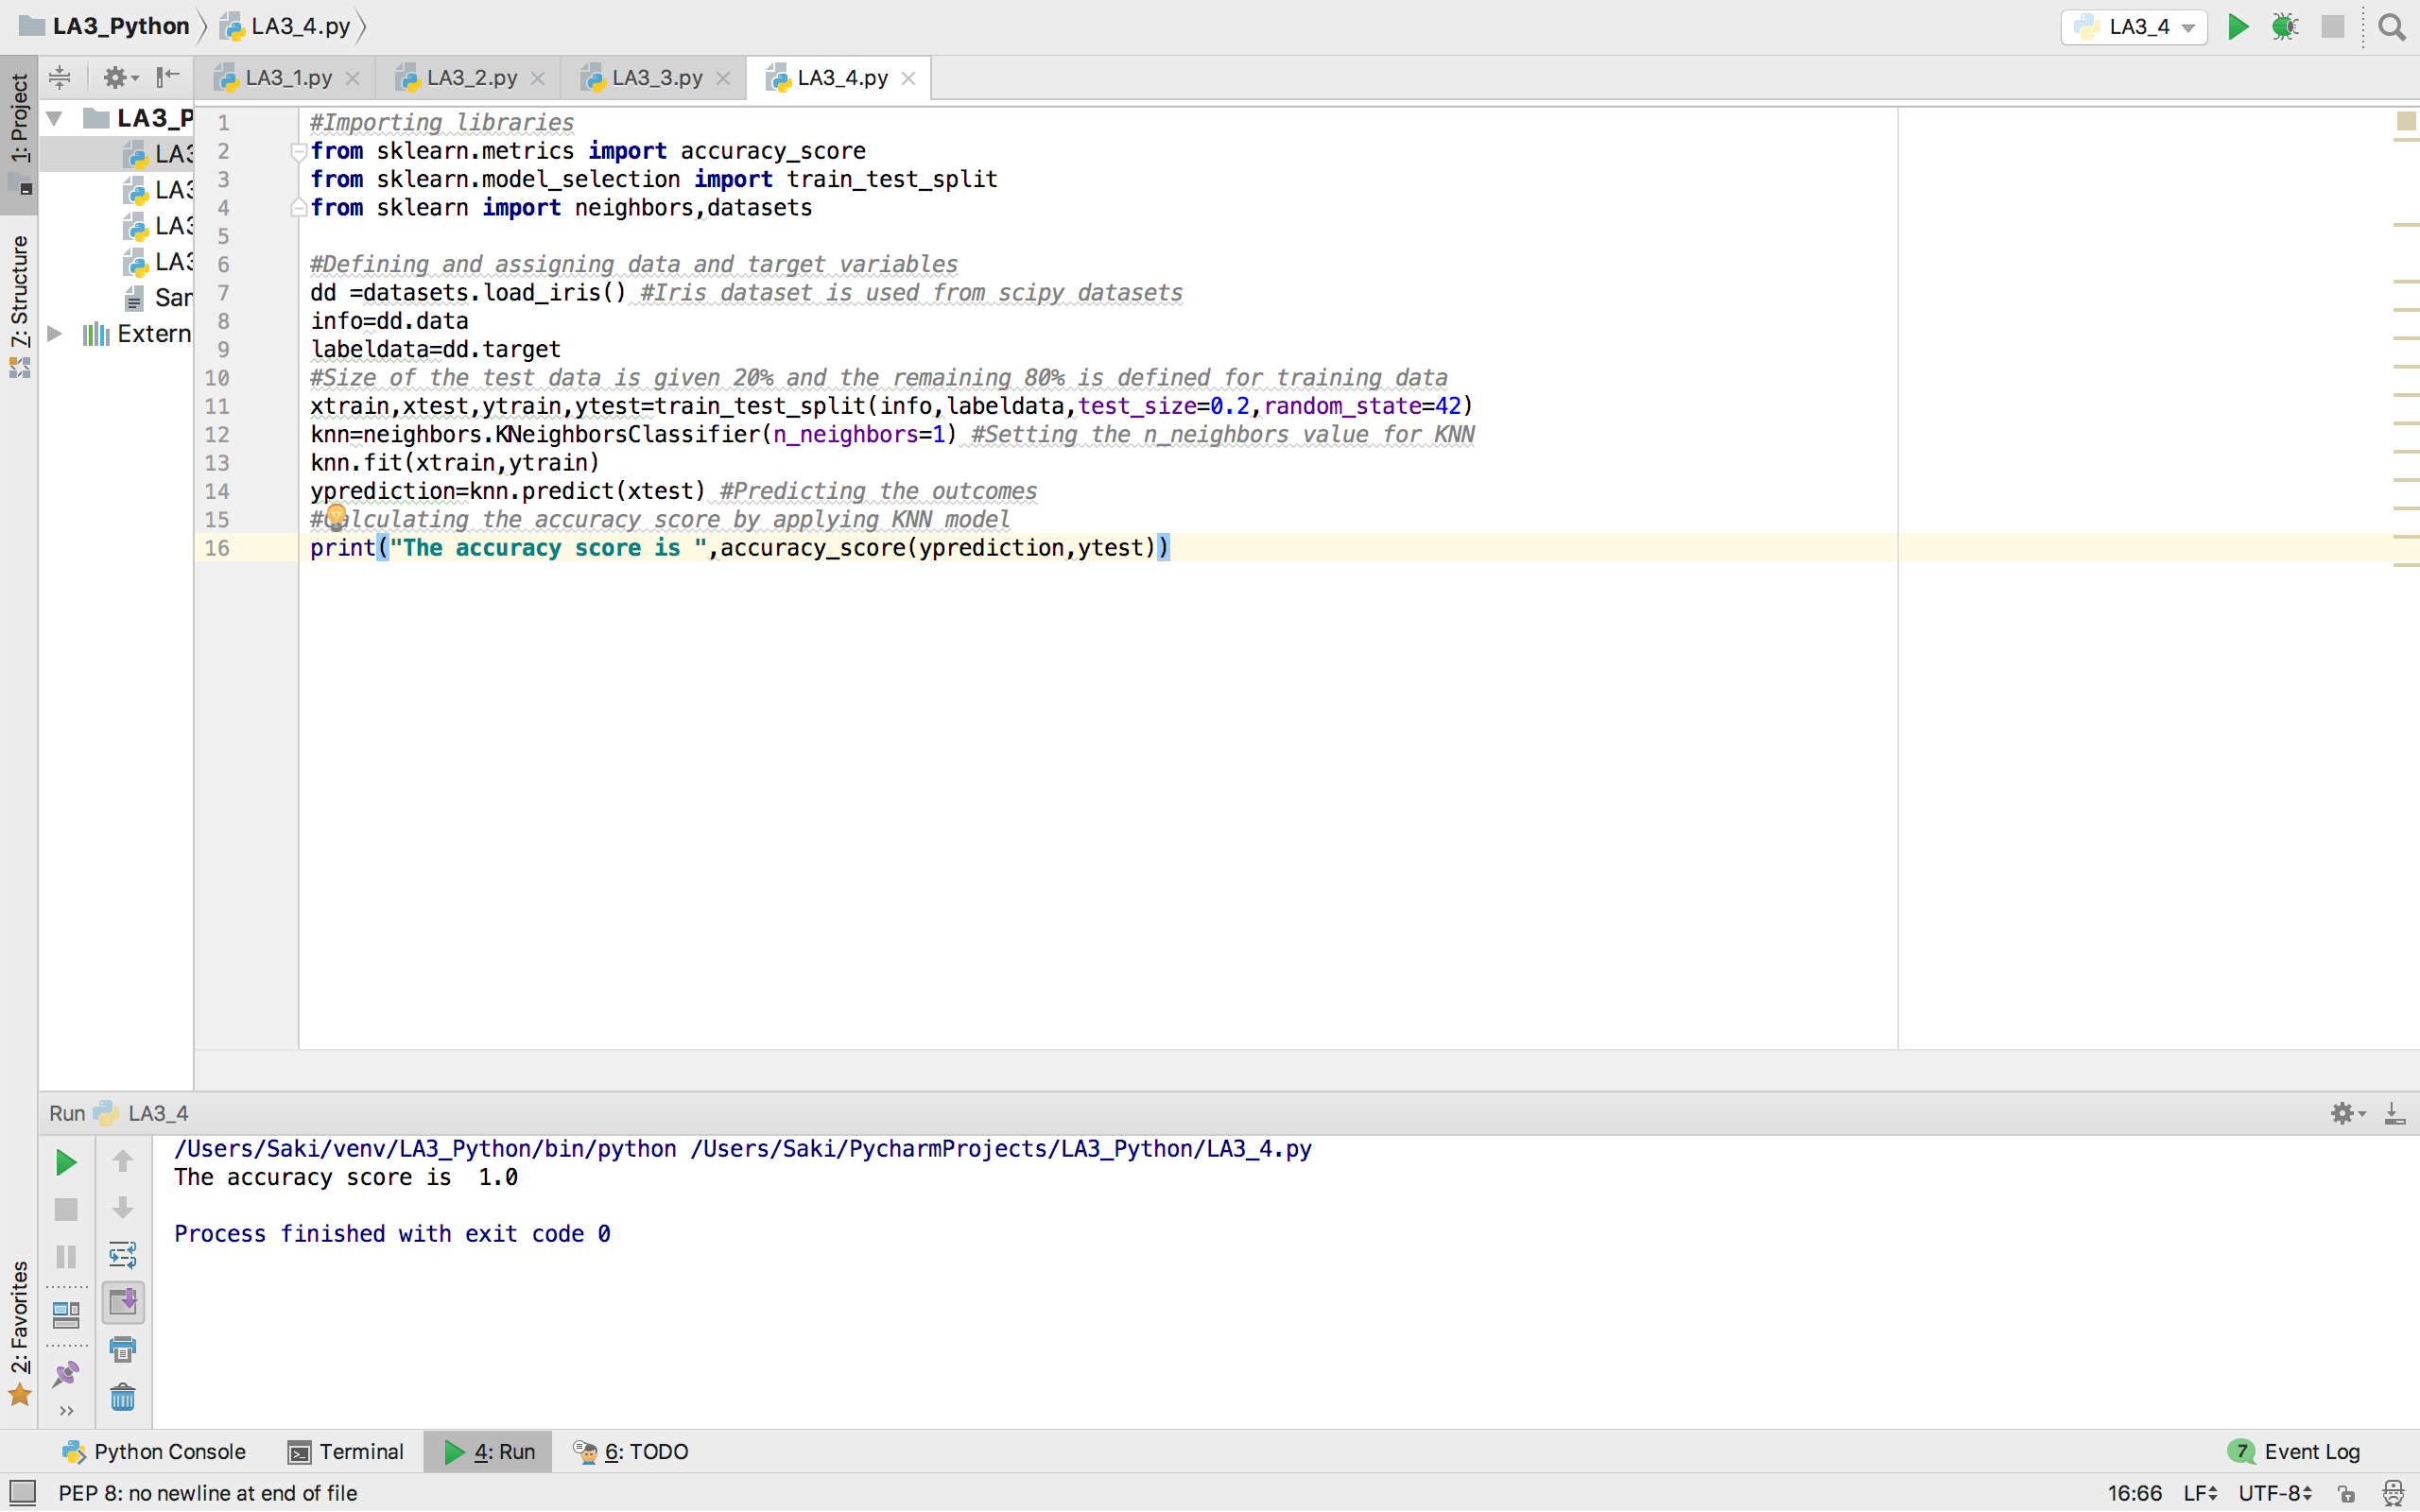 LA3_Python LA3_4.py LA3_4
1: Project
7: Structure
2: Favorites
LA3_1.py LA3_2.py LA3_3.py LA3_4.py
LA3_P
LA3
LA3
LA3
LA3
Sar
Extern
1 #Importing libraries
2 from sklearn.metrics import accuracy_score
3 from sklearn.model_selection import train_test_split
4 from sklearn import neighbors,datasets
5
6 #Defining and assigning data and target variables
7 dd =datasets.load_iris() #Iris dataset is used from scipy datasets
8 info=dd.data
9 labeldata=dd.target
10 #Size of the test data is given 20% and the remaining 80% is defined for training data
11 xtrain,xtest,ytrain,ytest=train_test_split(info,labeldata,test_size=0.2,random_state=42)
12 knn=neighbors.KNeighborsClassifier(n_neighbors=1) #Setting the n_neighbors value for KNN
13 knn.fit(xtrain,ytrain)
14 yprediction=knn.predict(xtest) #Predicting the outcomes
15 #Calculating the accuracy score by applying KNN model
16 print("The accuracy score is ",accuracy_score(yprediction,ytest))
Run LA3_4
/Users/Saki/venv/LA3_Python/bin/python /Users/Saki/PycharmProjects/LA3_Python/LA3_4.py
The accuracy score is  1.0
Process finished with exit code 0
Python Console Terminal 4: Run 6: TODO 7 Event Log
PEP 8: no newline at end of file 16:66 LF UTF-8